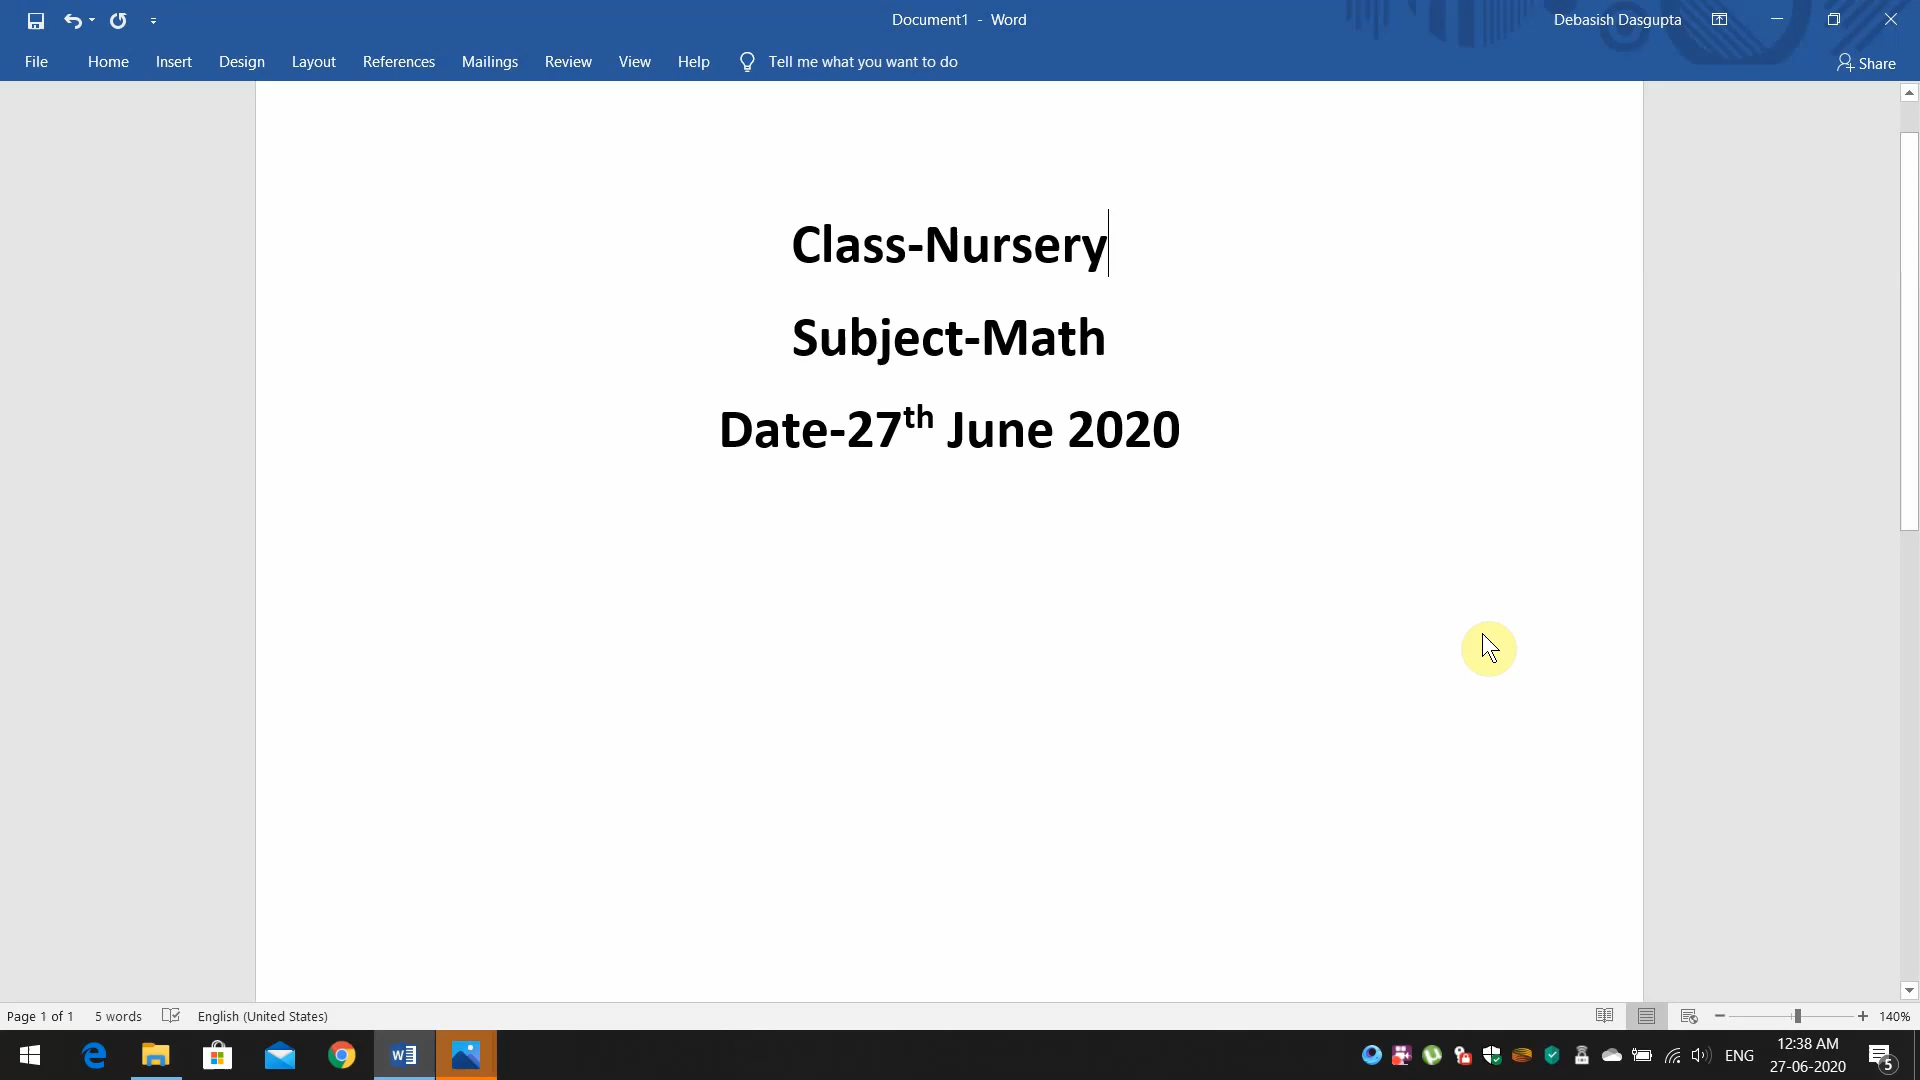 Document1 - Word
Debasish Dasgupta
File Home Insert Design Layout References Mailings Review View Help Tell me what you want to do
Share
Class-Nursery
Subject-Math
Date-27th June 2020
Page 1 of 1 5 words English (United States)
140%
W
ENG
12:38 AM
27-06-2020
5